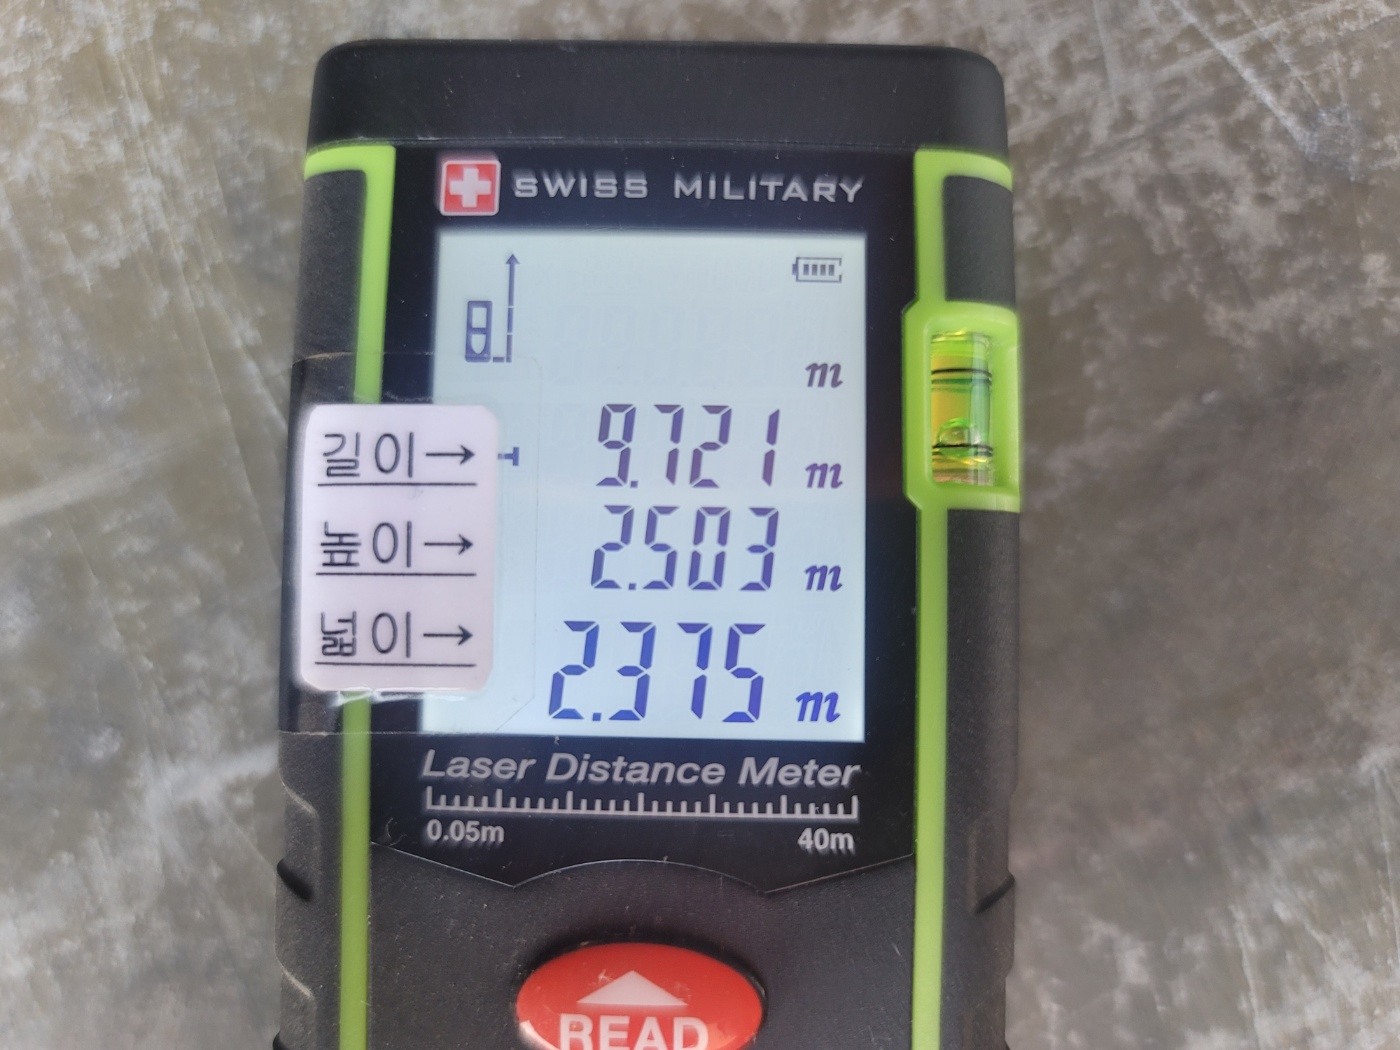 SWISS MILITARY
m
길이→ 9.721 m
높이→ 2.503 m
넓이→ 2.375 m
Laser Distance Meter
0.05m 40m
READ